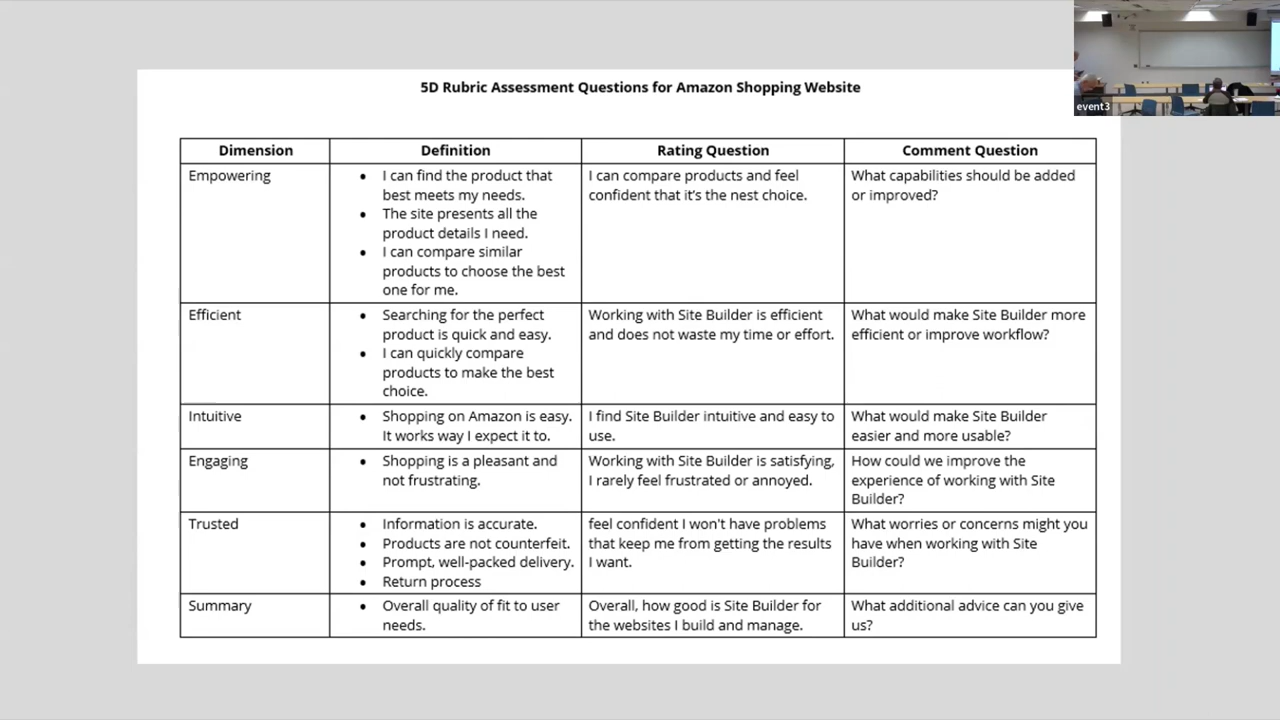 5D Rubric Assessment Questions for Amazon Shopping Website
event3
Dimension
Definition
Rating Question
Comment Question
Empowering
• I can find the product that
best meets my needs.
• The site presents all the
product details I need.
• I can compare similar
products to choose the best
one for me.
I can compare products and feel
confident that it's the nest choice.
What capabilities should be added
or improved?
Efficient
• Searching for the perfect
product is quick and easy.
• I can quickly compare
products to make the best
choice.
Working with Site Builder is efficient
and does not waste my time or effort.
What would make Site Builder more
efficient or improve workflow?
Intuitive
• Shopping on Amazon is easy.
It works way I expect it to.
I find Site Builder intuitive and easy to
use.
What would make Site Builder
easier and more usable?
Engaging
• Shopping is a pleasant and
not frustrating.
Working with Site Builder is satisfying,
I rarely feel frustrated or annoyed.
How could we improve the
experience of working with Site
Builder?
Trusted
• Information is accurate.
• Products are not counterfeit.
• Prompt, well-packed delivery.
• Return process
feel confident I won't have problems
that keep me from getting the results
I want.
What worries or concerns might you
have when working with Site
Builder?
Summary
• Overall quality of fit to user
needs.
Overall, how good is Site Builder for
the websites I build and manage.
What additional advice can you give
us?